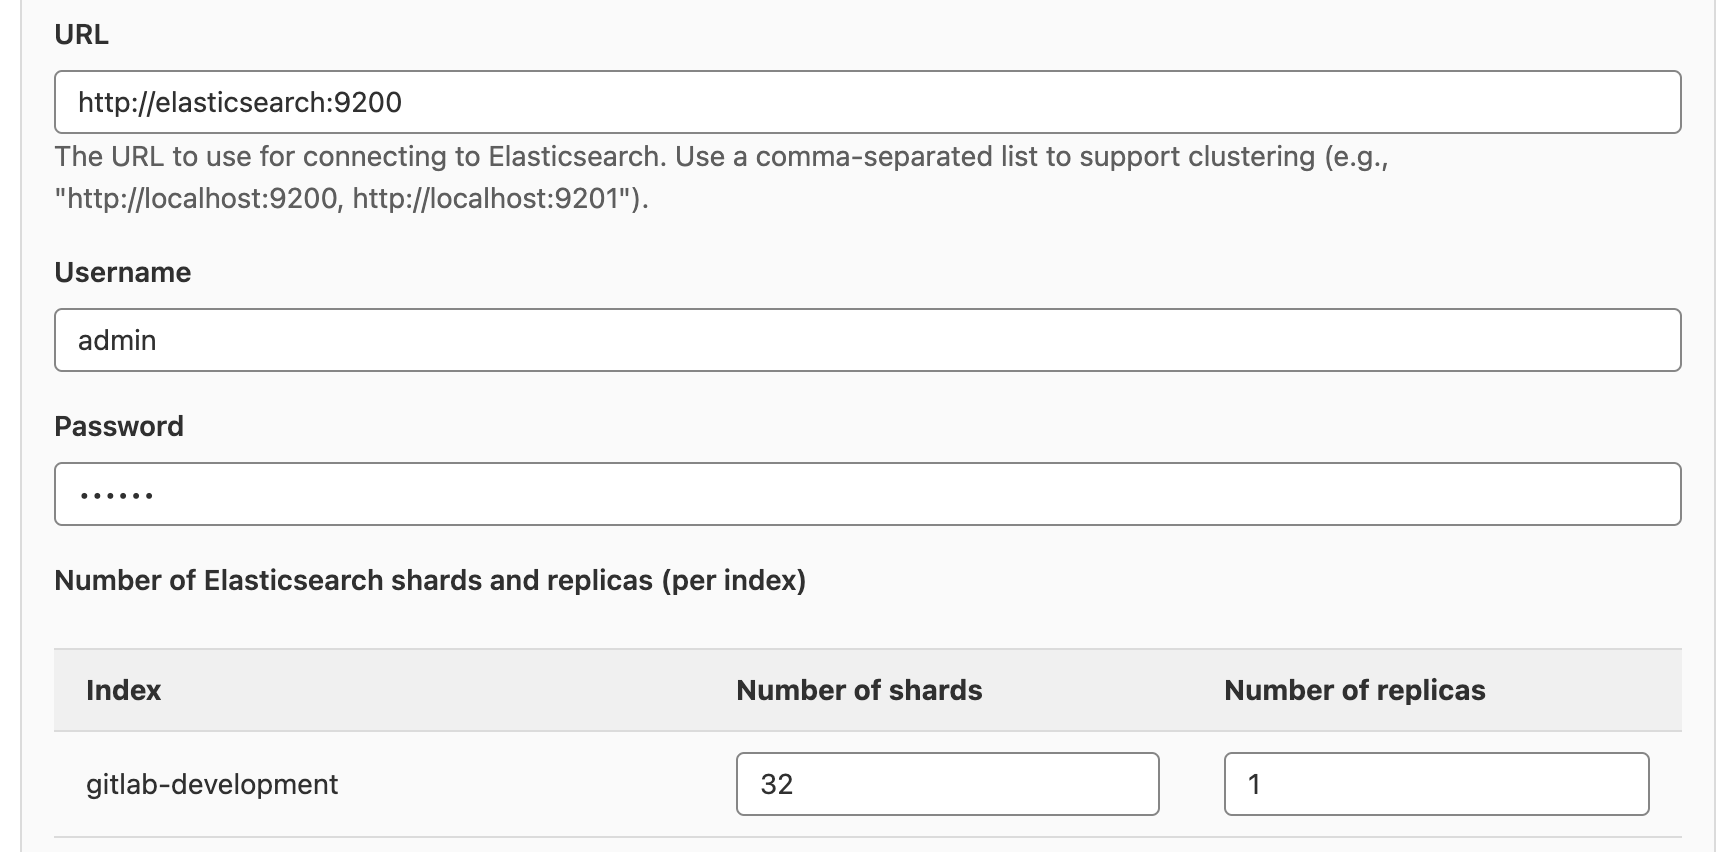 URL
http://elasticsearch:9200
The URL to use for connecting to Elasticsearch. Use a comma-separated list to support clustering (e.g.,
"http://localhost:9200, http://localhost:9201").
Username
admin
Password
••••••
Number of Elasticsearch shards and replicas (per index)
Index Number of shards Number of replicas
gitlab-development 32 1